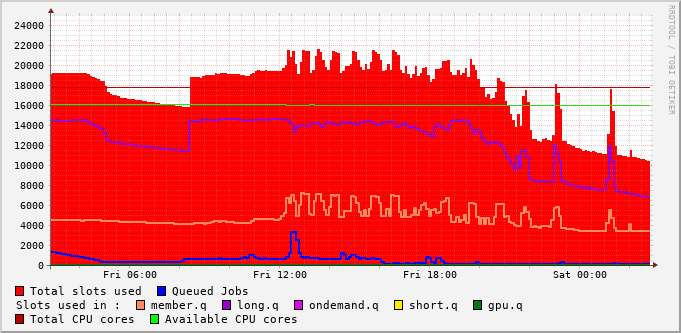 RRDTOOL / TOBI OETIKER
24000
22000
20000
18000
16000
14000
12000
10000
8000
6000
4000
2000
0
Fri 06:00 Fri 12:00 Fri 18:00 Sat 00:00
Total slots used Queued Jobs
Slots used in : member.q long.q ondemand.q short.q gpu.q
Total CPU cores Available CPU cores